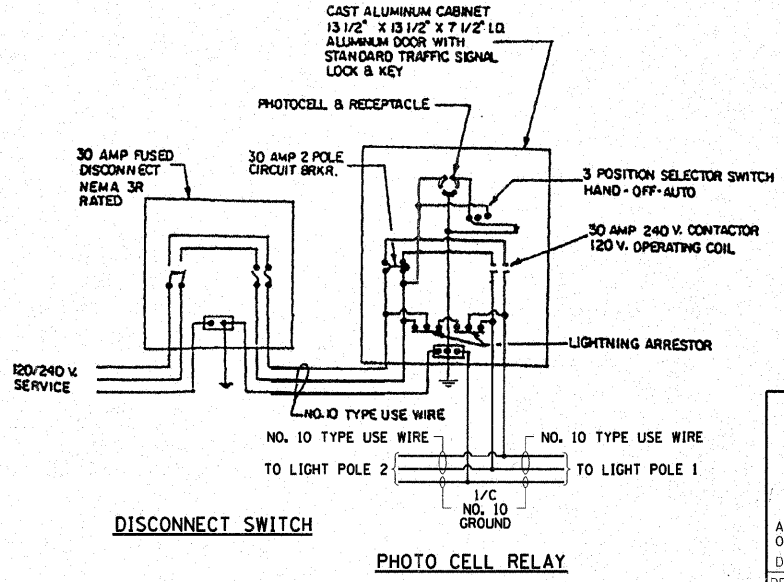 CAST ALUMINUM CABINET
13 1/2" X 13 1/2" X 7 1/2" I.D.
ALUMINUM DOOR WITH
STANDARD TRAFFIC SIGNAL
LOCK & KEY
PHOTOCELL & RECEPTACLE
30 AMP FUSED
DISCONNECT
NEMA 3R
RATED
30 AMP 2 POLE
CIRCUIT BRKR.
3 POSITION SELECTOR SWITCH
HAND - OFF - AUTO
30 AMP 240 V. CONTACTOR
120 V. OPERATING COIL
LIGHTNING ARRESTOR
120/240 V.
SERVICE
NO.10 TYPE USE WIRE
NO. 10 TYPE USE WIRE
NO. 10 TYPE USE WIRE
TO LIGHT POLE 2
TO LIGHT POLE 1
1/C
NO. 10
GROUND
DISCONNECT SWITCH
PHOTO CELL RELAY
A
O
D